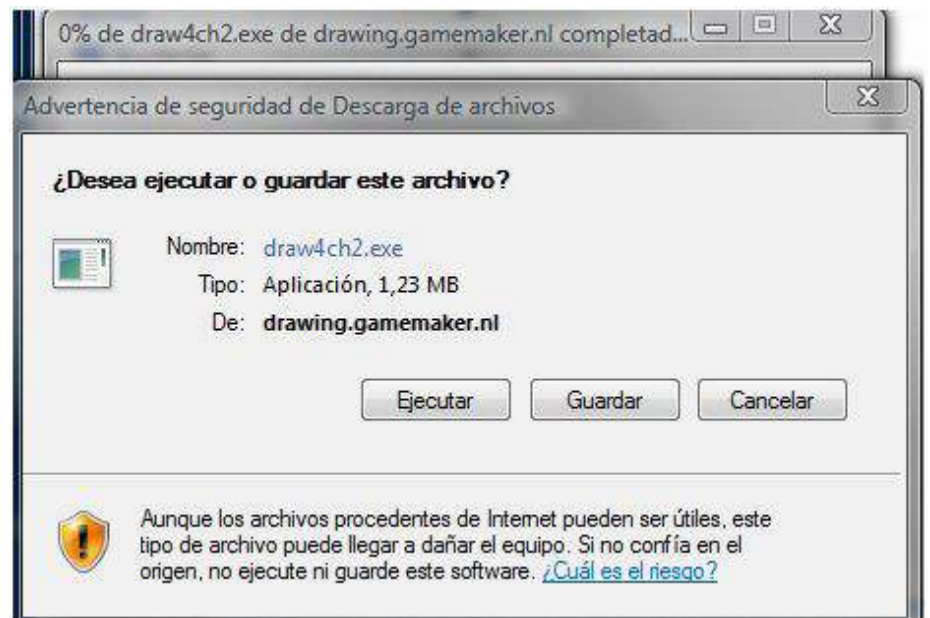 0% de draw4ch2.exe de drawing.gamemaker.nl completad...
Advertencia de seguridad de Descarga de archivos
¿Desea ejecutar o guardar este archivo?
Nombre: draw4ch2.exe
Tipo: Aplicación, 1,23 MB
De: drawing.gamemaker.nl
Ejecutar Guardar Cancelar
Aunque los archivos procedentes de Internet pueden ser útiles, este
tipo de archivo puede llegar a dañar el equipo. Si no confía en el
origen, no ejecute ni guarde este software. ¿Cuál es el riesgo?